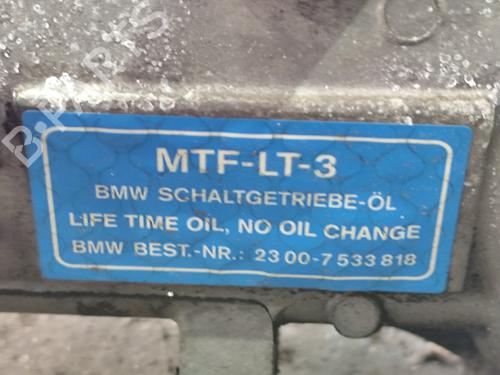 B-PARTS
MTF-LT-3
BMW SCHALTGETRIEBE-ÖL
LIFE TIME OIL, NO OIL CHANGE
BMW BEST.-NR.: 23 00-7 533 818